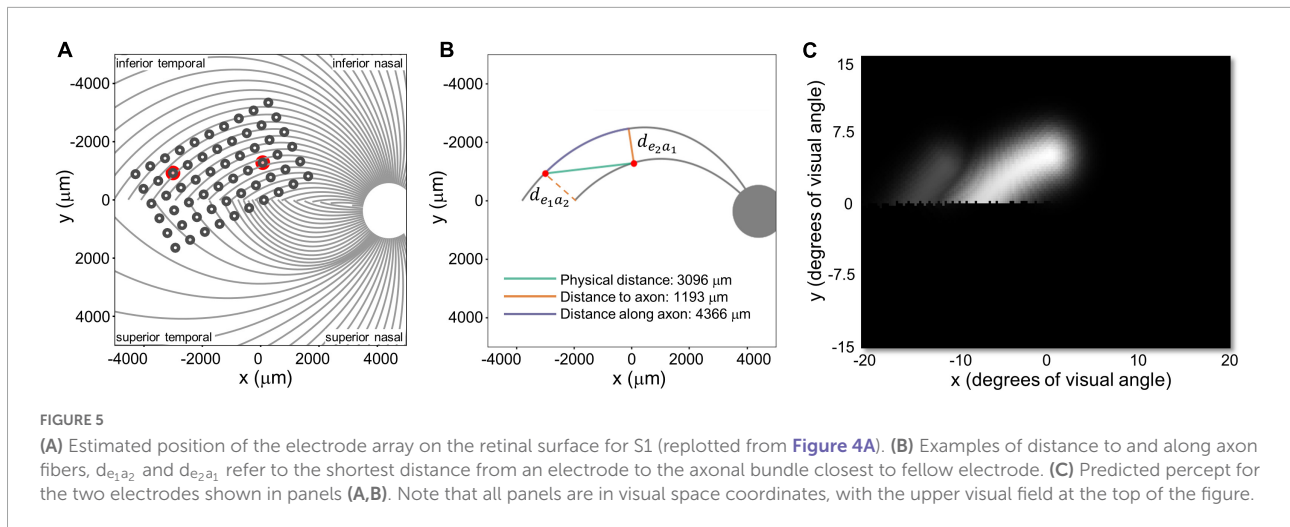 A
B
C
inferior temporal
inferior nasal
superior temporal
superior nasal
-4000
-2000
0
2000
4000
y (μm)
-4000
-2000
0
2000
4000
x (μm)
-4000
-2000
0
2000
4000
y (μm)
d_{e_2a_1}
d_{e_1a_2}
Physical distance: 3096 μm
Distance to axon: 1193 μm
Distance along axon: 4366 μm
-4000
-2000
0
2000
4000
x (μm)
15
7.5
0
-7.5
-15
y (degrees of visual angle)
-20
-10
0
10
20
x (degrees of visual angle)
FIGURE 5
(A) Estimated position of the electrode array on the retinal surface for S1 (replotted from Figure 4A). (B) Examples of distance to and along axon
fibers, d_{e_1a_2} and d_{e_2a_1} refer to the shortest distance from an electrode to the axonal bundle closest to fellow electrode. (C) Predicted percept for
the two electrodes shown in panels (A,B). Note that all panels are in visual space coordinates, with the upper visual field at the top of the figure.